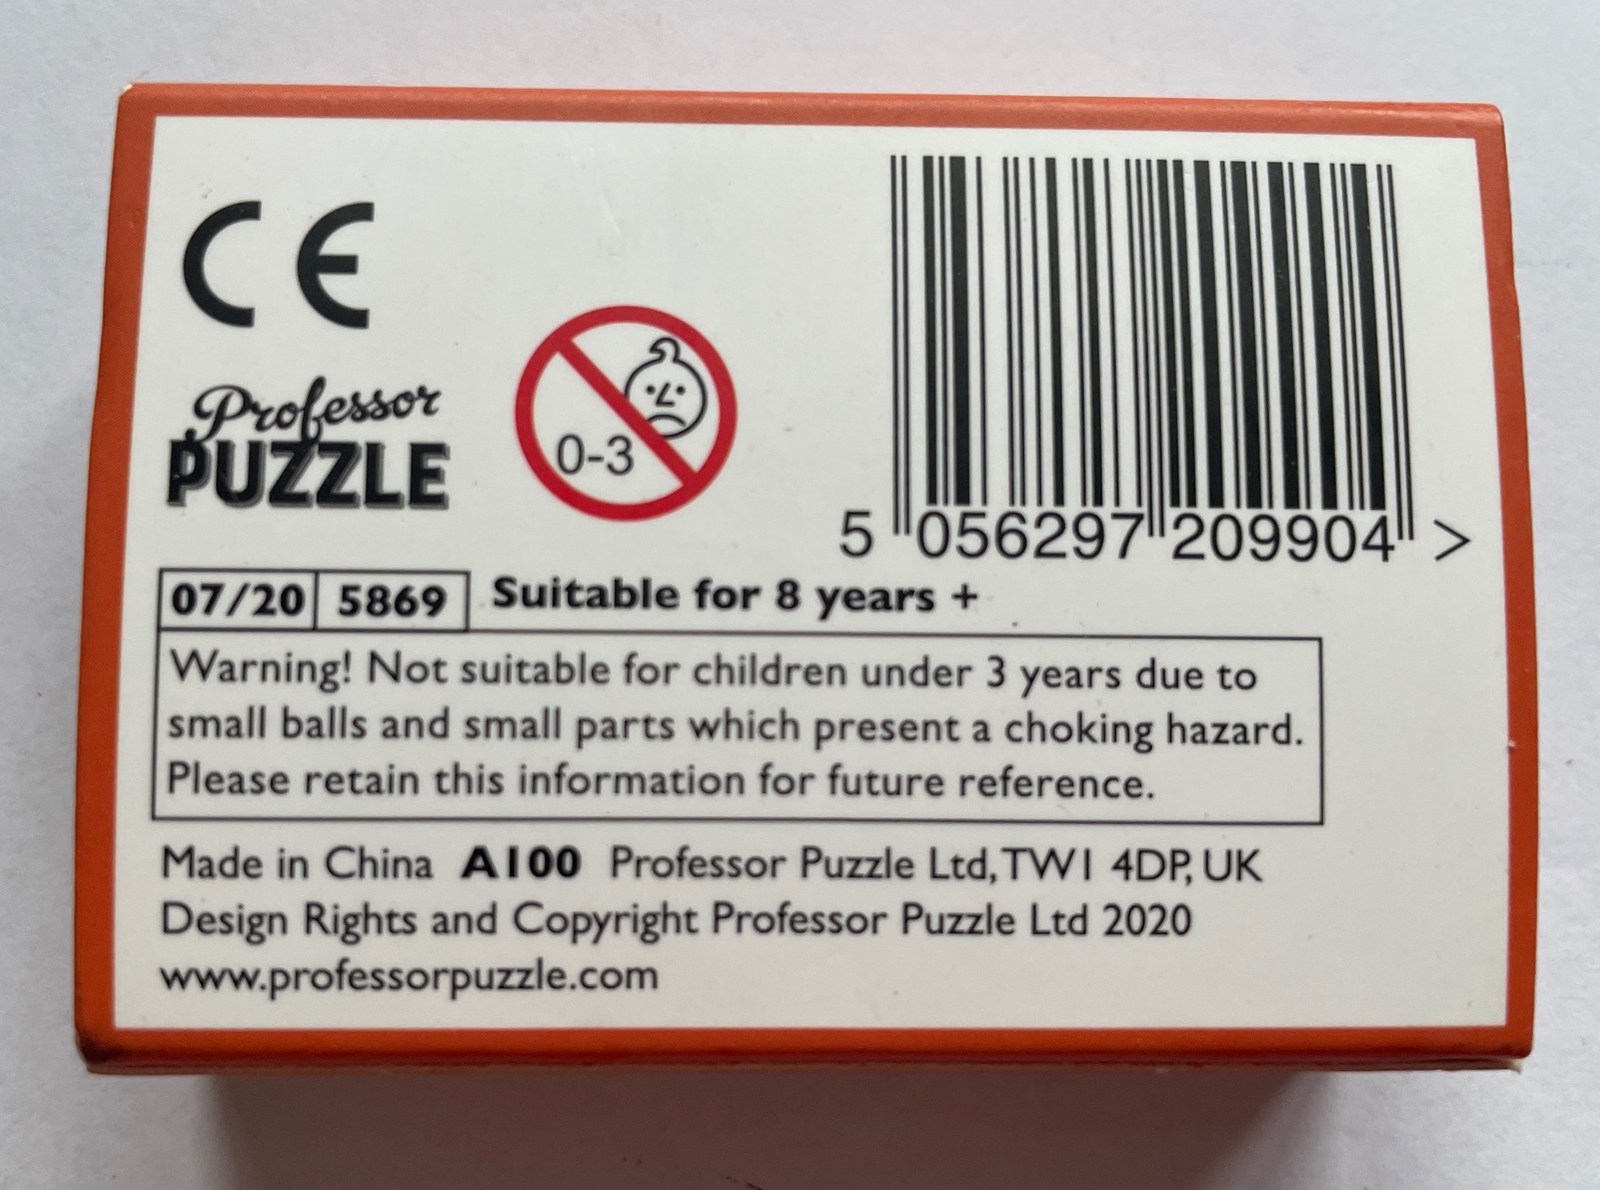 CE
Professor
PUZZLE
0-3
5 056297 209904 >
07/20 5869 Suitable for 8 years +
Warning! Not suitable for children under 3 years due to
small balls and small parts which present a choking hazard.
Please retain this information for future reference.
Made in China A100 Professor Puzzle Ltd, TW1 4DP, UK
Design Rights and Copyright Professor Puzzle Ltd 2020
www.professorpuzzle.com